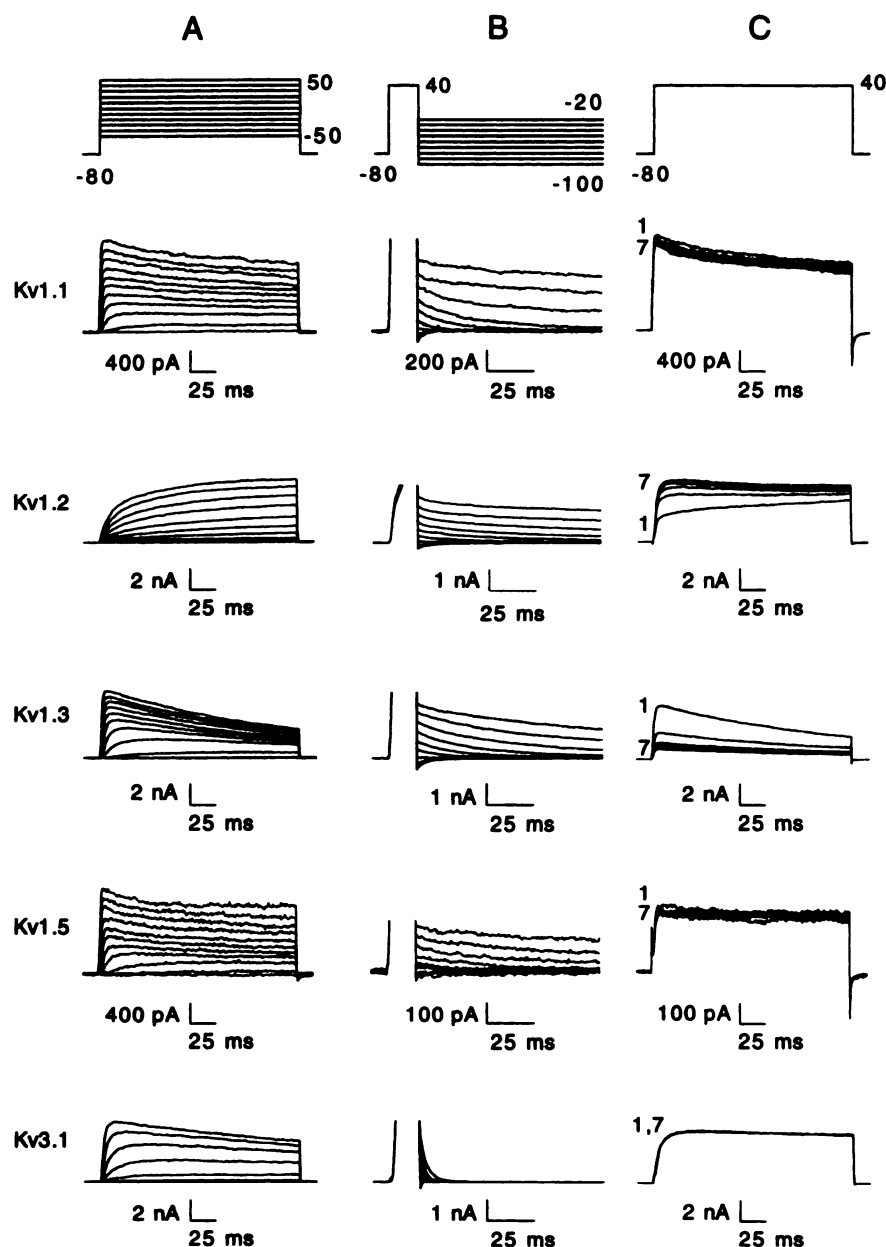 A B C
50 40 -20 40
-50
-80 -80 -100 -80
Kv1.1 1
7
400 pA 200 pA 400 pA
25 ms 25 ms 25 ms
Kv1.2 7
1
2 nA 1 nA 2 nA
25 ms 25 ms 25 ms
Kv1.3 1
7
2 nA 1 nA 2 nA
25 ms 25 ms 25 ms
Kv1.5 1
7
400 pA 100 pA 100 pA
25 ms 25 ms 25 ms
Kv3.1 1,7
2 nA 1 nA 2 nA
25 ms 25 ms 25 ms